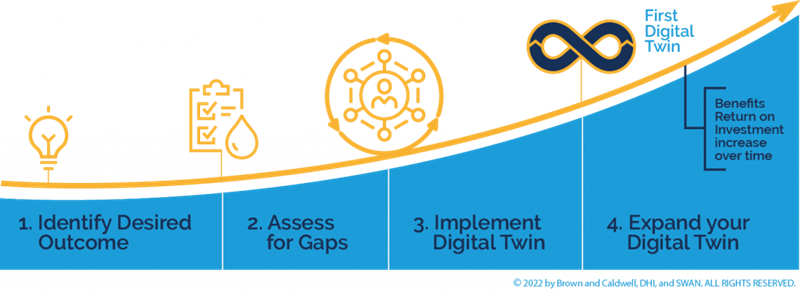 First
Digital
Twin
Benefits
Return on
Investment
increase
over time
1. Identify Desired
Outcome
2. Assess
for Gaps
3. Implement
Digital Twin
4. Expand your
Digital Twin
© 2022 by Brown and Caldwell, DHI, and SWAN. ALL RIGHTS RESERVED.